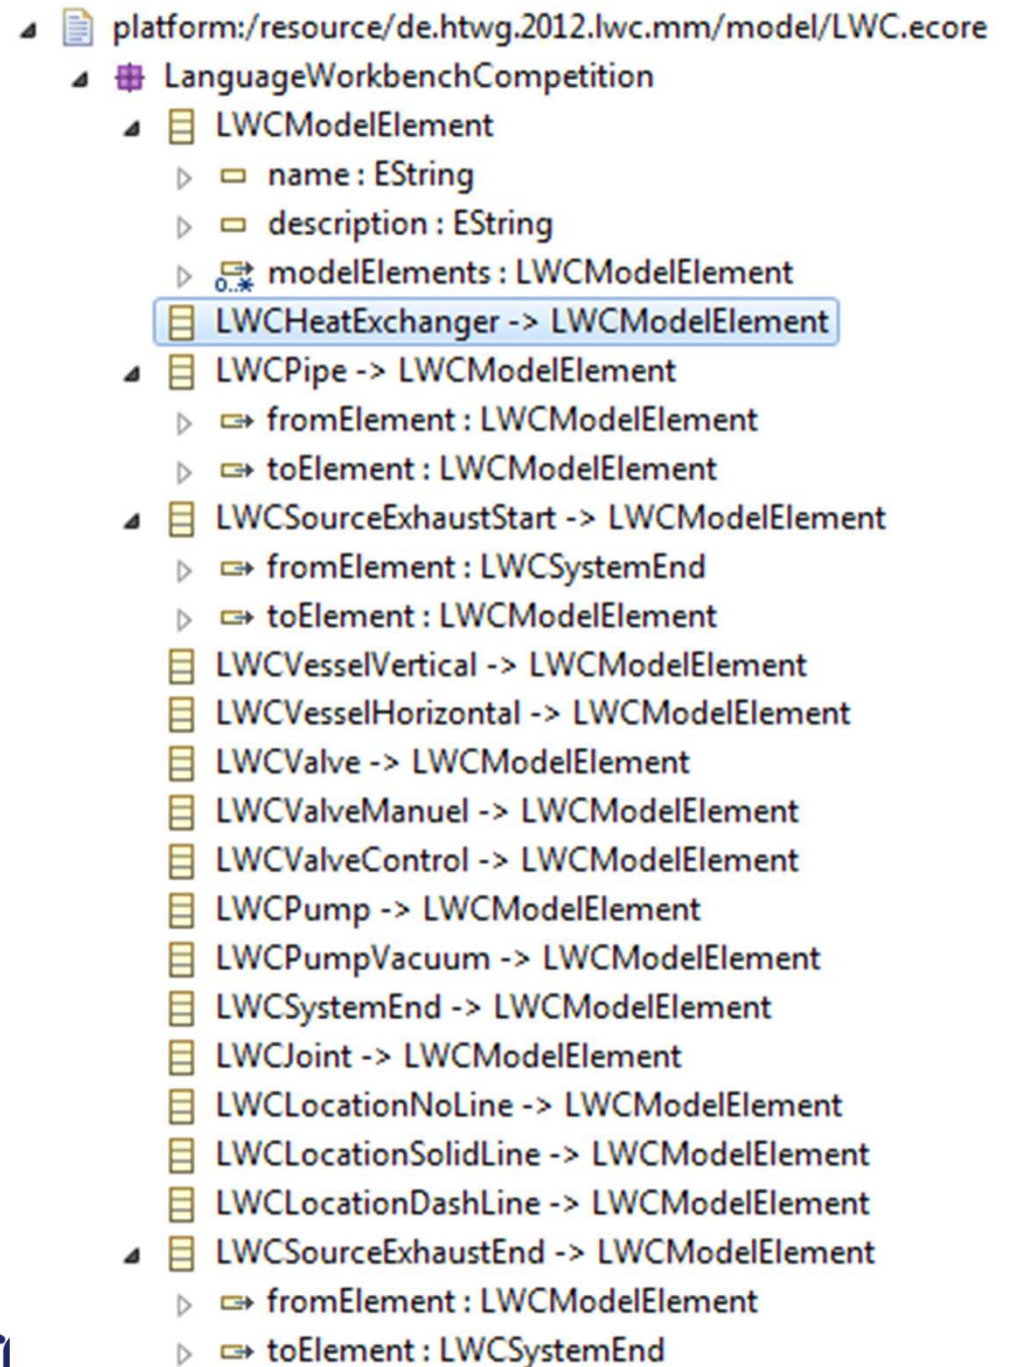 platform:/resource/de.htwg.2012.lwc.mm/model/LWC.ecore
LanguageWorkbenchCompetition
LWCModelElement
name : EString
description : EString
0..* modelElements : LWCModelElement
LWCHeatExchanger -> LWCModelElement
LWCPipe -> LWCModelElement
fromElement : LWCModelElement
toElement : LWCModelElement
LWCSourceExhaustStart -> LWCModelElement
fromElement : LWCSystemEnd
toElement : LWCModelElement
LWCVesselVertical -> LWCModelElement
LWCVesselHorizontal -> LWCModelElement
LWCValve -> LWCModelElement
LWCValveManuel -> LWCModelElement
LWCValveControl -> LWCModelElement
LWCPump -> LWCModelElement
LWCPumpVacuum -> LWCModelElement
LWCSystemEnd -> LWCModelElement
LWCJoint -> LWCModelElement
LWCLocationNoLine -> LWCModelElement
LWCLocationSolidLine -> LWCModelElement
LWCLocationDashLine -> LWCModelElement
LWCSourceExhaustEnd -> LWCModelElement
fromElement : LWCModelElement
toElement : LWCSystemEnd